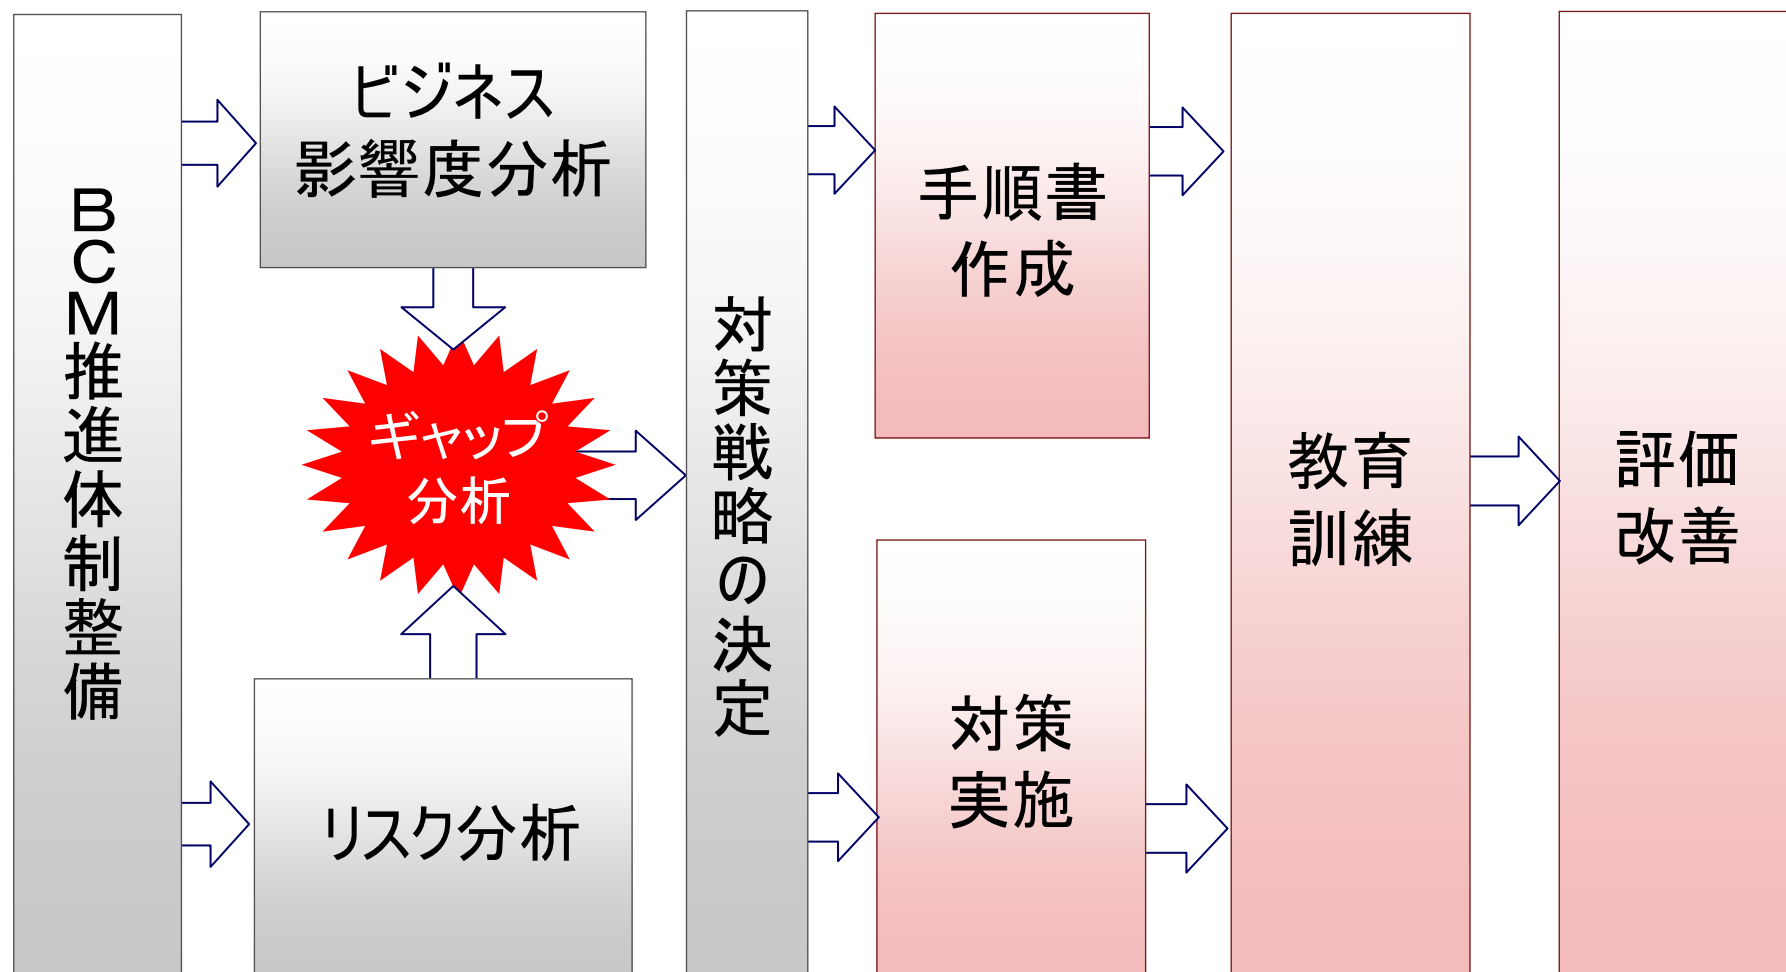 ＢＣＭ推進体制整備
ビジネス
影響度分析
ギャップ
分析
リスク分析
対策戦略の決定
手順書
作成
対策
実施
教育
訓練
評価
改善